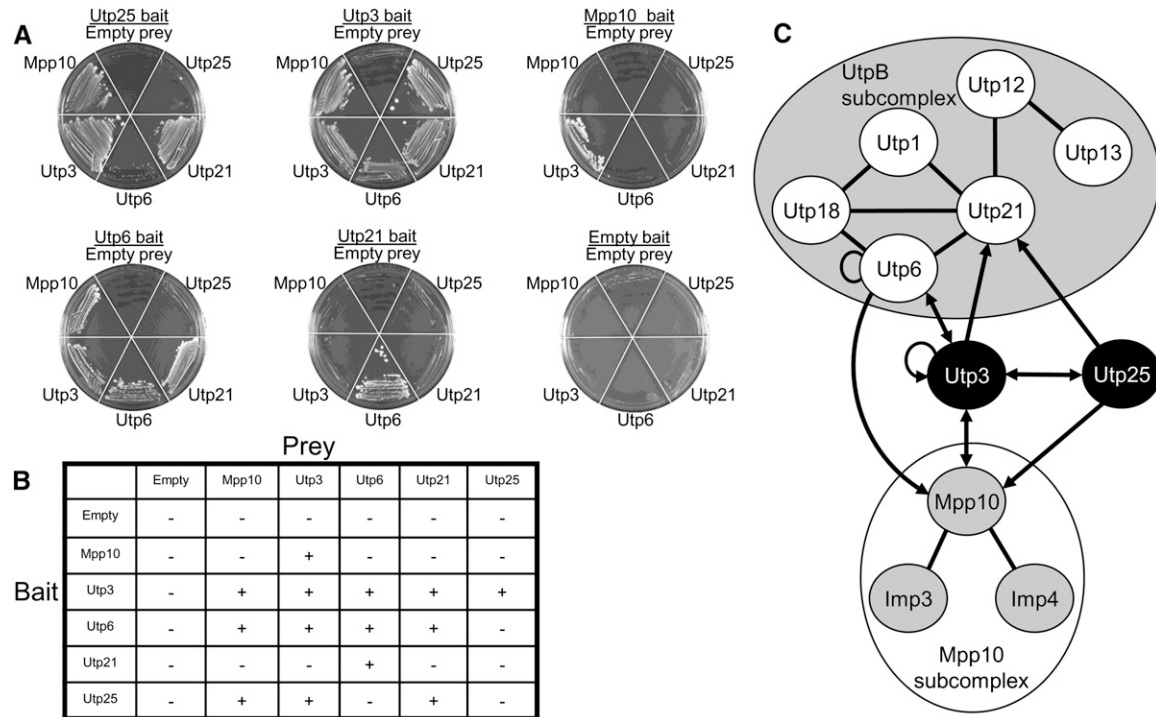 A
Utp25 bait
Empty prey
Mpp10
Utp25
Utp3
Utp21
Utp6
Utp3 bait
Empty prey
Mpp10
Utp25
Utp3
Utp21
Utp6
Mpp10 bait
Empty prey
Mpp10
Utp25
Utp3
Utp21
Utp6
Utp6 bait
Empty prey
Mpp10
Utp25
Utp3
Utp21
Utp6
Utp21 bait
Empty prey
Mpp10
Utp25
Utp3
Utp21
Utp6
Empty bait
Empty prey
Mpp10
Utp25
Utp3
Utp21
Utp6
B
Prey
Bait
Empty Mpp10 Utp3 Utp6 Utp21 Utp25
Empty - - - - - -
Mpp10 - - + - - -
Utp3 - + + + + +
Utp6 - + + + + -
Utp21 - - - + - -
Utp25 - + + - + -
C
UtpB
subcomplex
Utp12
Utp13
Utp1
Utp18
Utp21
Utp6
Utp3
Utp25
Mpp10
Imp3
Imp4
Mpp10
subcomplex